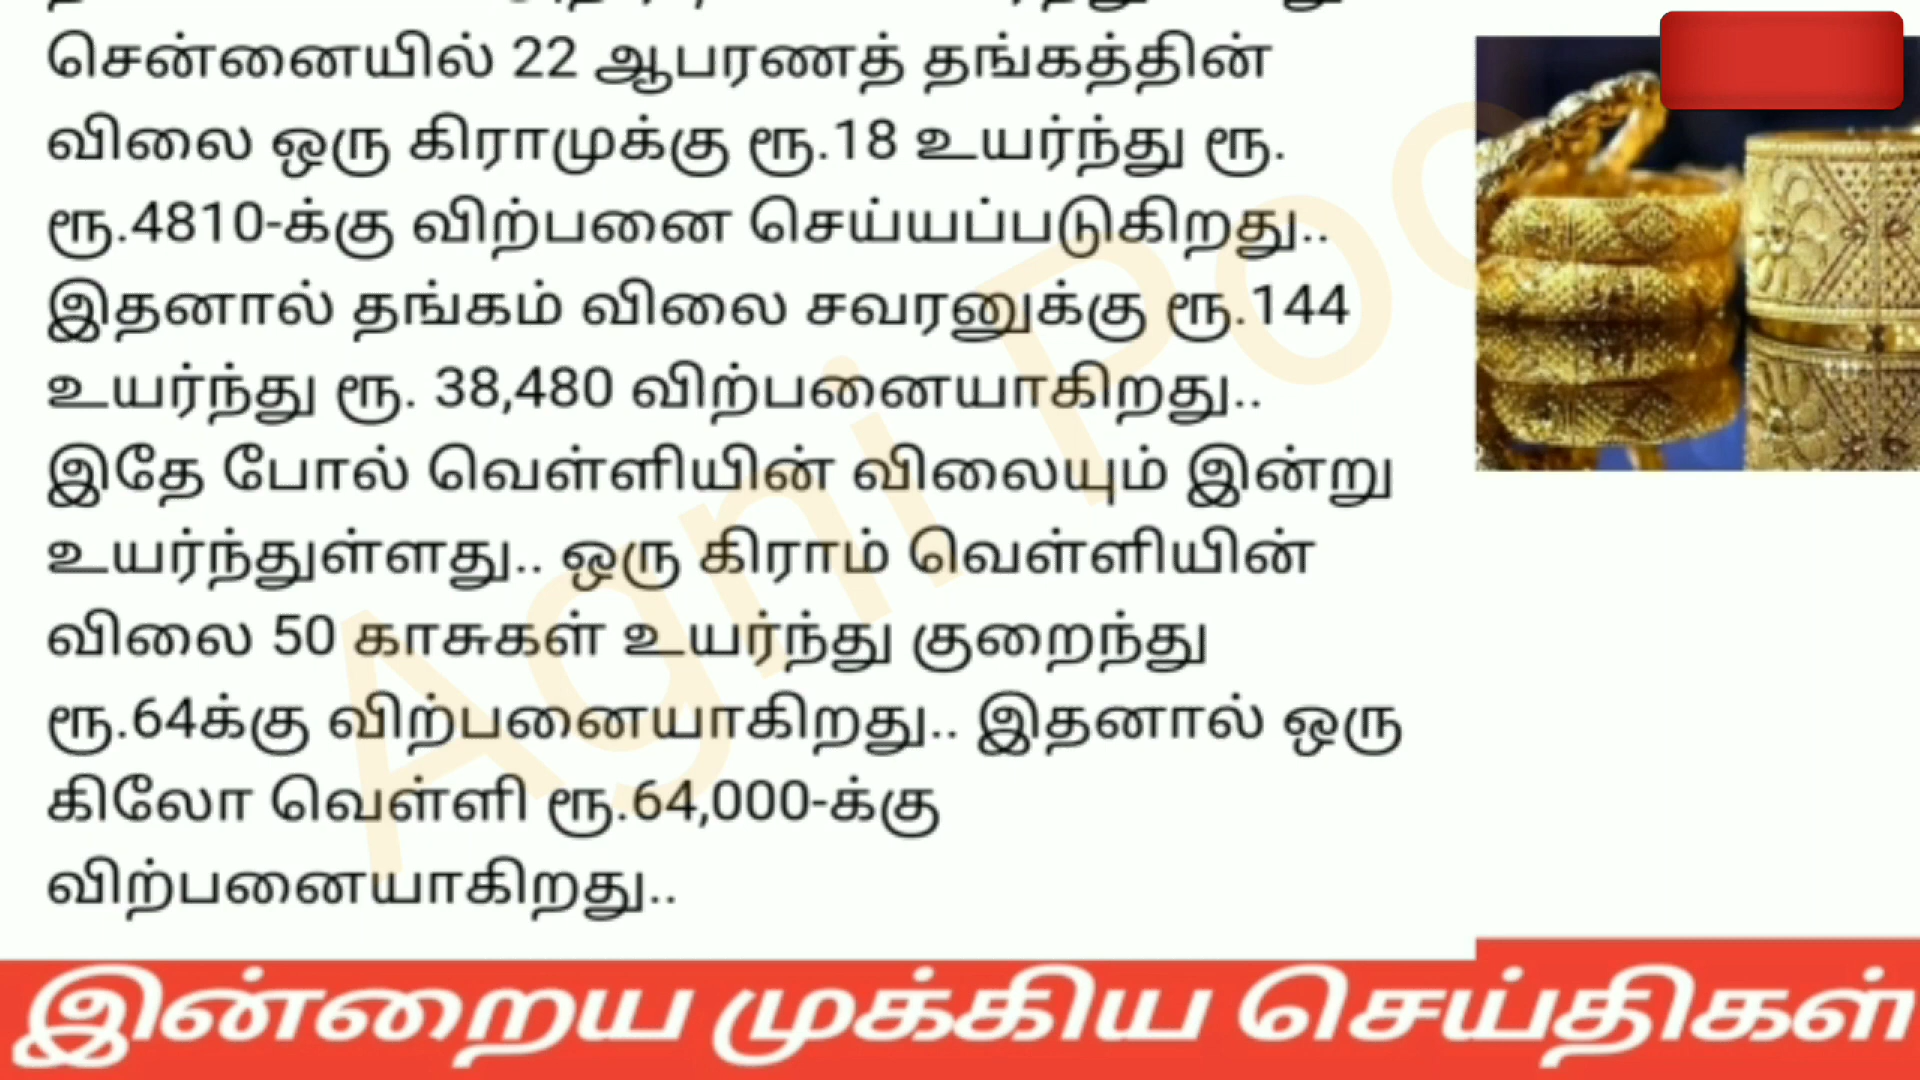 சென்னையில் 22 ஆபரணத் தங்கத்தின்
விலை ஒரு கிராமுக்கு ரூ.18 உயர்ந்து ரூ.
ரூ.4810-க்கு விற்பனை செய்யப்படுகிறது..
இதனால் தங்கம் விலை சவரனுக்கு ரூ.144
உயர்ந்து ரூ. 38,480 விற்பனையாகிறது..
இதே போல் வெள்ளியின் விலையும் இன்று
உயர்ந்துள்ளது.. ஒரு கிராம் வெள்ளியின்
விலை 50 காசுகள் உயர்ந்து குறைந்து
ரூ.64க்கு விற்பனையாகிறது.. இதனால் ஒரு
கிலோ வெள்ளி ரூ.64,000-க்கு
விற்பனையாகிறது..
Agni Poo
இன்றைய முக்கிய செய்திகள்